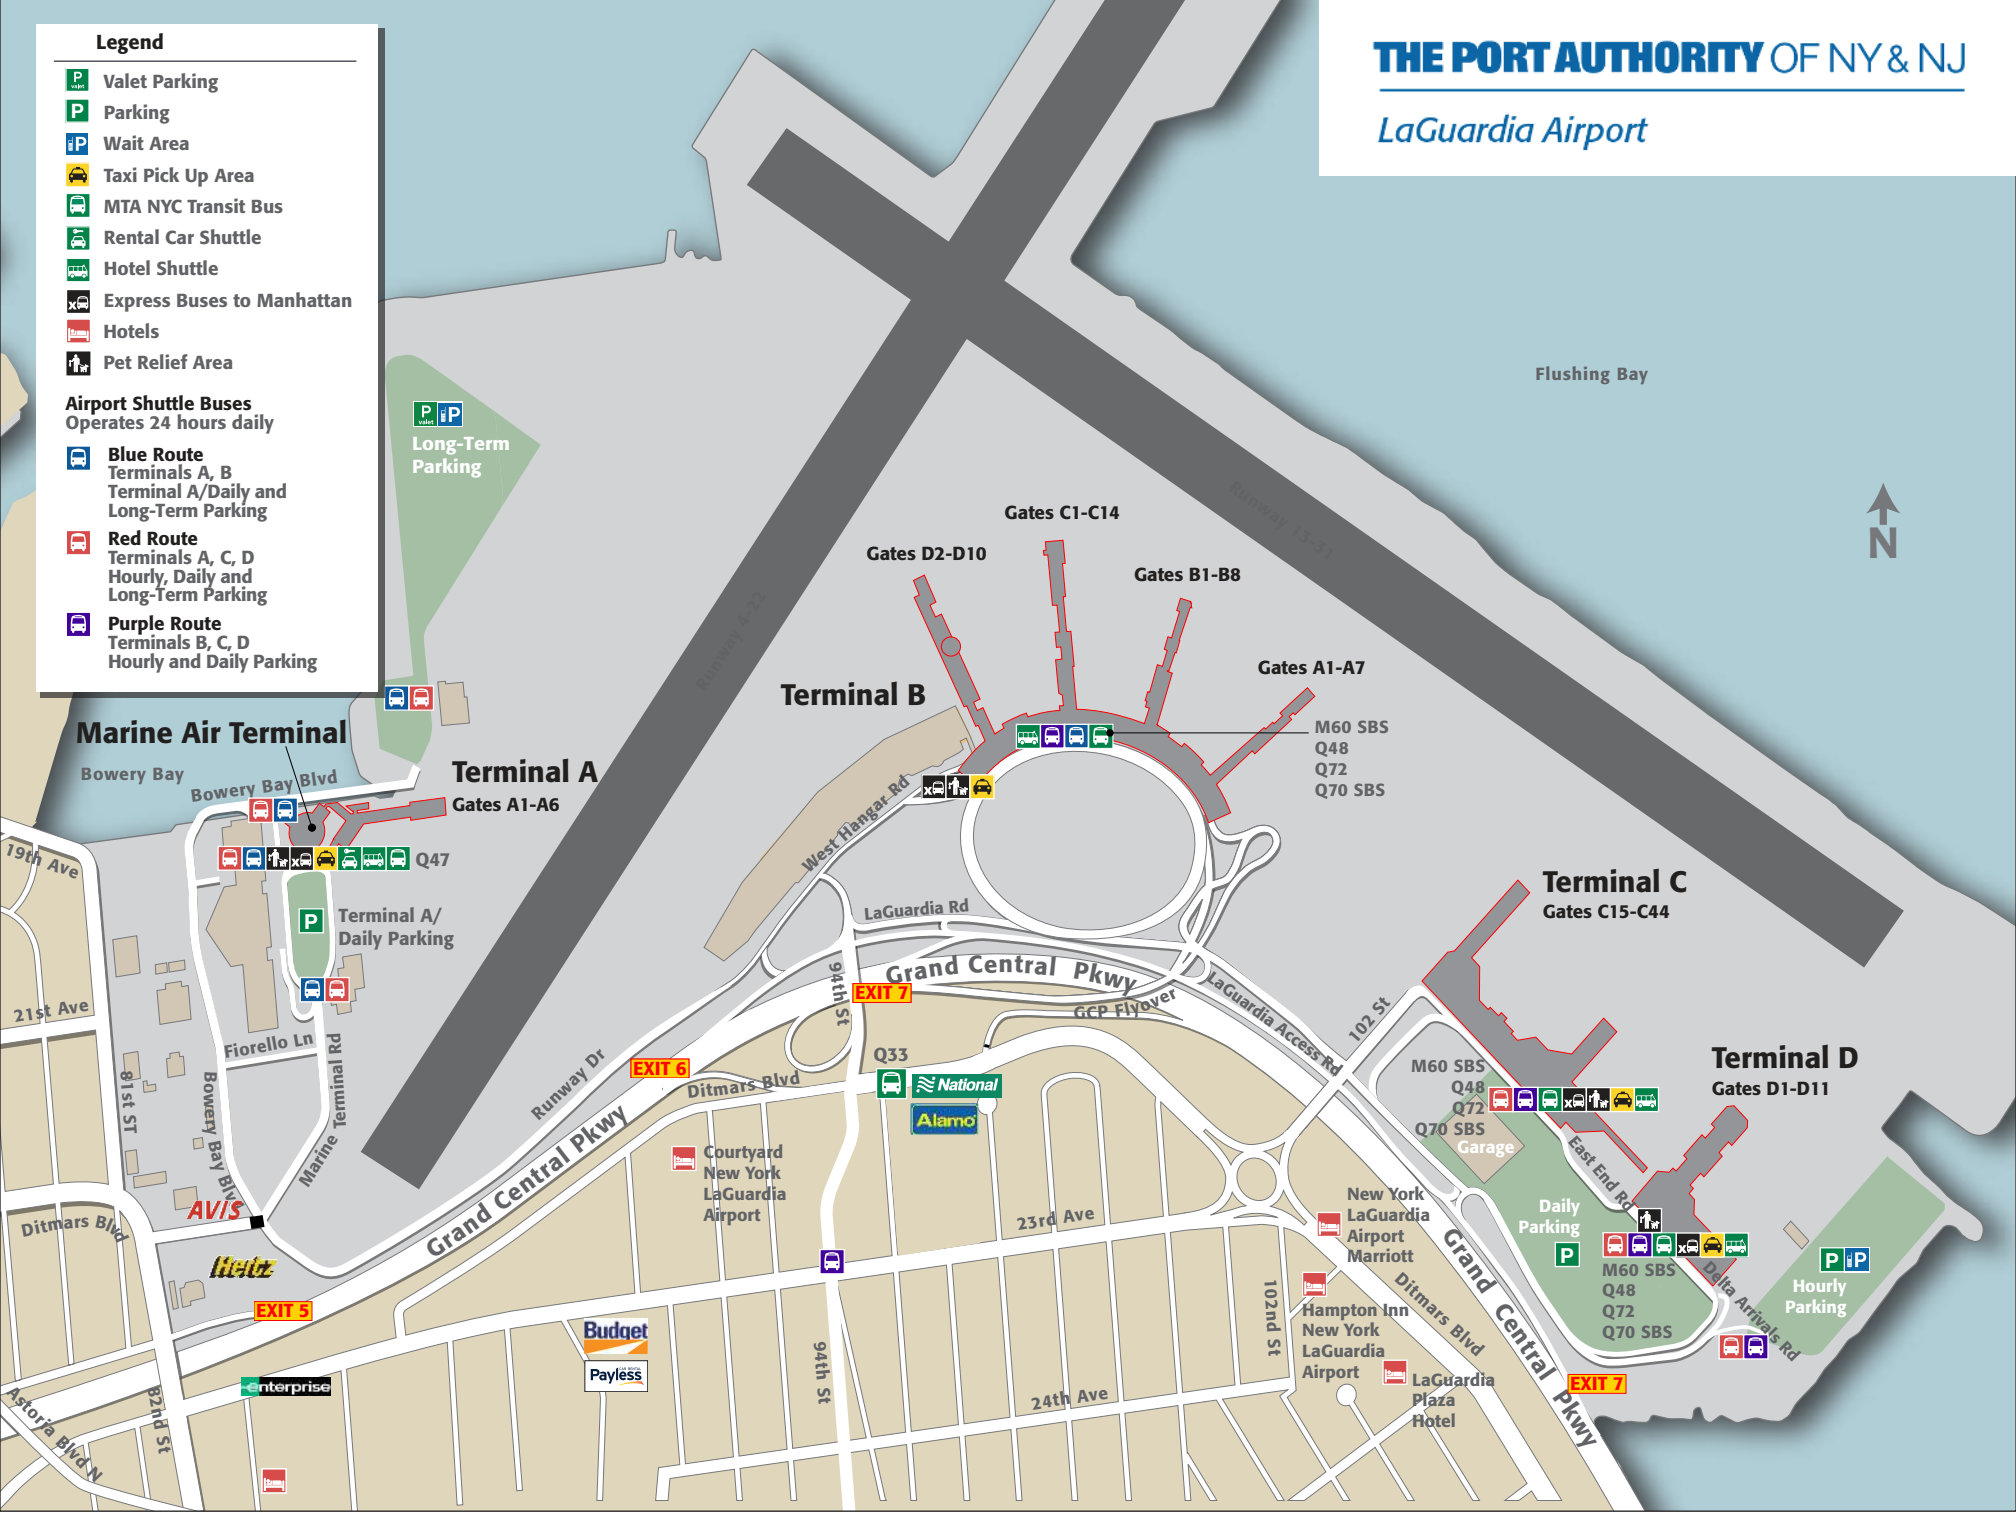 Legend
P
valet
Valet Parking
P
Parking
P
Wait Area
Taxi Pick Up Area
MTA NYC Transit Bus
Rental Car Shuttle
Hotel Shuttle
x
Express Buses to Manhattan
Hotels
Pet Relief Area
Airport Shuttle Buses
Operates 24 hours daily
Blue Route
Terminals A, B
Terminal A/Daily and
Long-Term Parking
Red Route
Terminals A, C, D
Hourly, Daily and
Long-Term Parking
Purple Route
Terminals B, C, D
Hourly and Daily Parking
THE PORT AUTHORITY OF NY & NJ
LaGuardia Airport
Flushing Bay
N
P
valet
P
Long-Term
Parking
Runway 4-22
Runway 13-31
Gates C1-C14
Gates D2-D10
Gates B1-B8
Gates A1-A7
Terminal B
M60 SBS
Q48
Q72
Q70 SBS
x
West Hangar Rd
Marine Air Terminal
Bowery Bay
Bowery Bay Blvd
Terminal A
Gates A1-A6
x
Q47
P
Terminal A/
Daily Parking
19th Ave
21st Ave
Fiorello Ln
81st ST
Bowery Bay Blvd
Marine Terminal Rd
Runway Dr
LaGuardia Rd
94th St
Grand Central Pkwy
EXIT 7
GCP Flyover
LaGuardia Access Rd
102 St
Terminal C
Gates C15-C44
Terminal D
Gates D1-D11
M60 SBS
Q48
Q72
Q70 SBS
x
Garage
East End Rd
Daily
Parking
P
x
M60 SBS
Q48
Q72
Q70 SBS
Delta Arrivals Rd
P
P
Hourly
Parking
EXIT 6
Ditmars Blvd
Q33
National
Alamo
Grand Central Pkwy
Courtyard
New York
LaGuardia
Airport
23rd Ave
New York
LaGuardia
Airport
Marriott
Grand Central Pkwy
Ditmars Blvd
AVIS
Hertz
EXIT 5
Ditmars Blvd
Budget
CAR RENTAL
Payless
enterprise
94th St
102nd St
Hampton Inn
New York
LaGuardia
Airport
LaGuardia
Plaza
Hotel
24th Ave
EXIT 7
82nd St
Astoria Blvd N